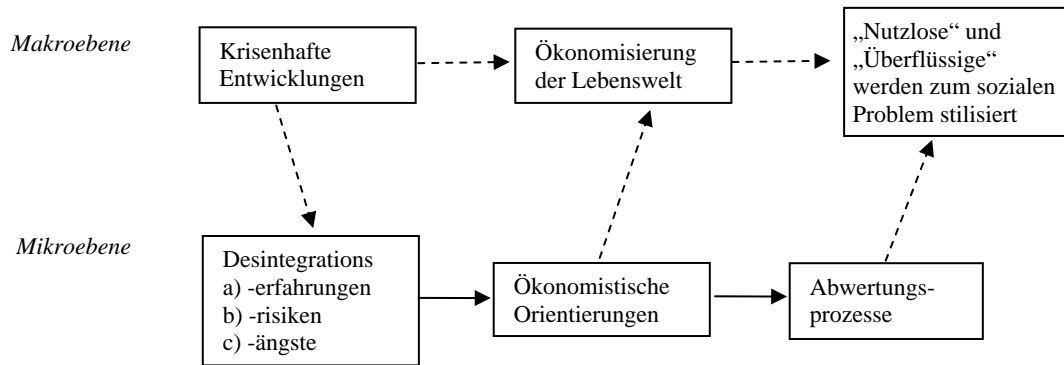 Makroebene
Krisenhafte
Entwicklungen
Ökonomisierung
der Lebenswelt
„Nutzlose“ und
„Überflüssige“
werden zum sozialen
Problem stilisiert
Mikroebene
Desintegrations
a) -erfahrungen
b) -risiken
c) -ängste
Ökonomistische
Orientierungen
Abwertungs-
prozesse